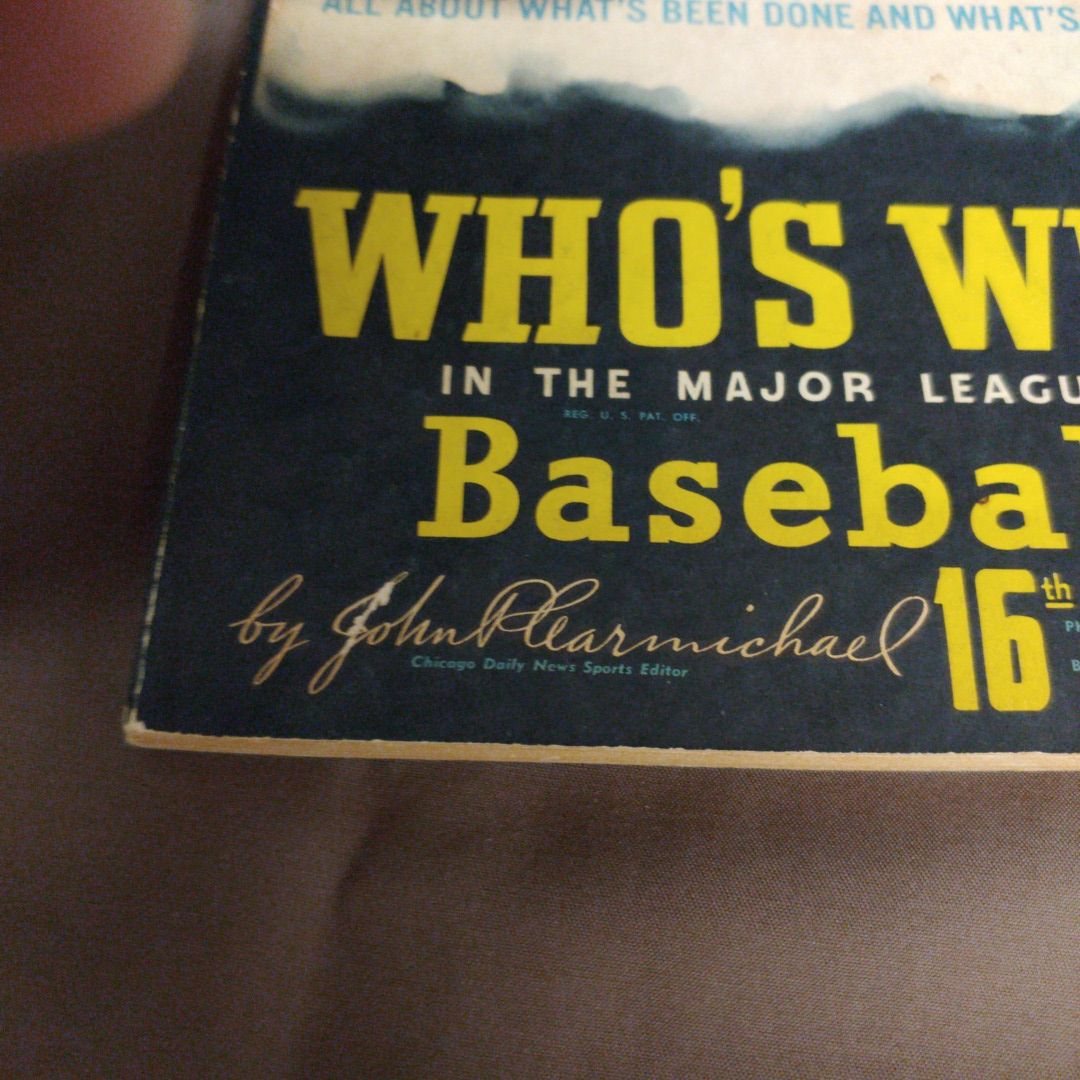 ALL ABOUT WHAT'S BEEN DONE AND WHAT'S
WHO'S W
IN THE MAJOR LEAGU
REG. U. S. PAT. OFF.
Baseba
by John P Carmichael
Chicago Daily News Sports Editor
16th